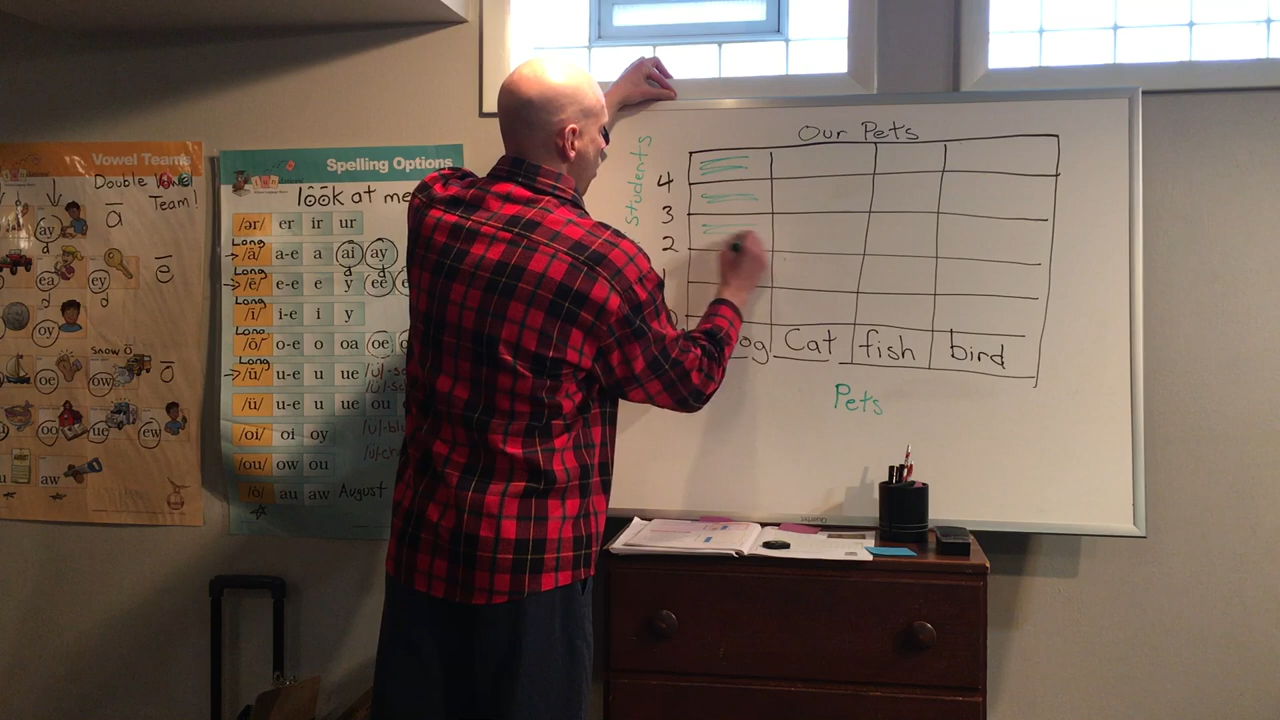 Vowel Teams
Double Vowel
Team!
ā
ay
d
ē
ea
ey
d
d
oy
Snow ō
oe
ow
ō
oo
ue
ew
aw
Spelling Options
look at me
/ər/ er ir ur
Long
/ā/ a-e a ai ay
d d
Long
/ē/ e-e e y ee
Long
/ī/ i-e i y
Long
/ō/ o-e o oa oe
Long
/ū/ u-e u ue
/ü/ u-e u ue ou
/oi/ oi oy
/ou/ ow ou
/ȯ/ au aw August
Our Pets
Students
4
3
2
Cat fish bird
Pets
Quartet